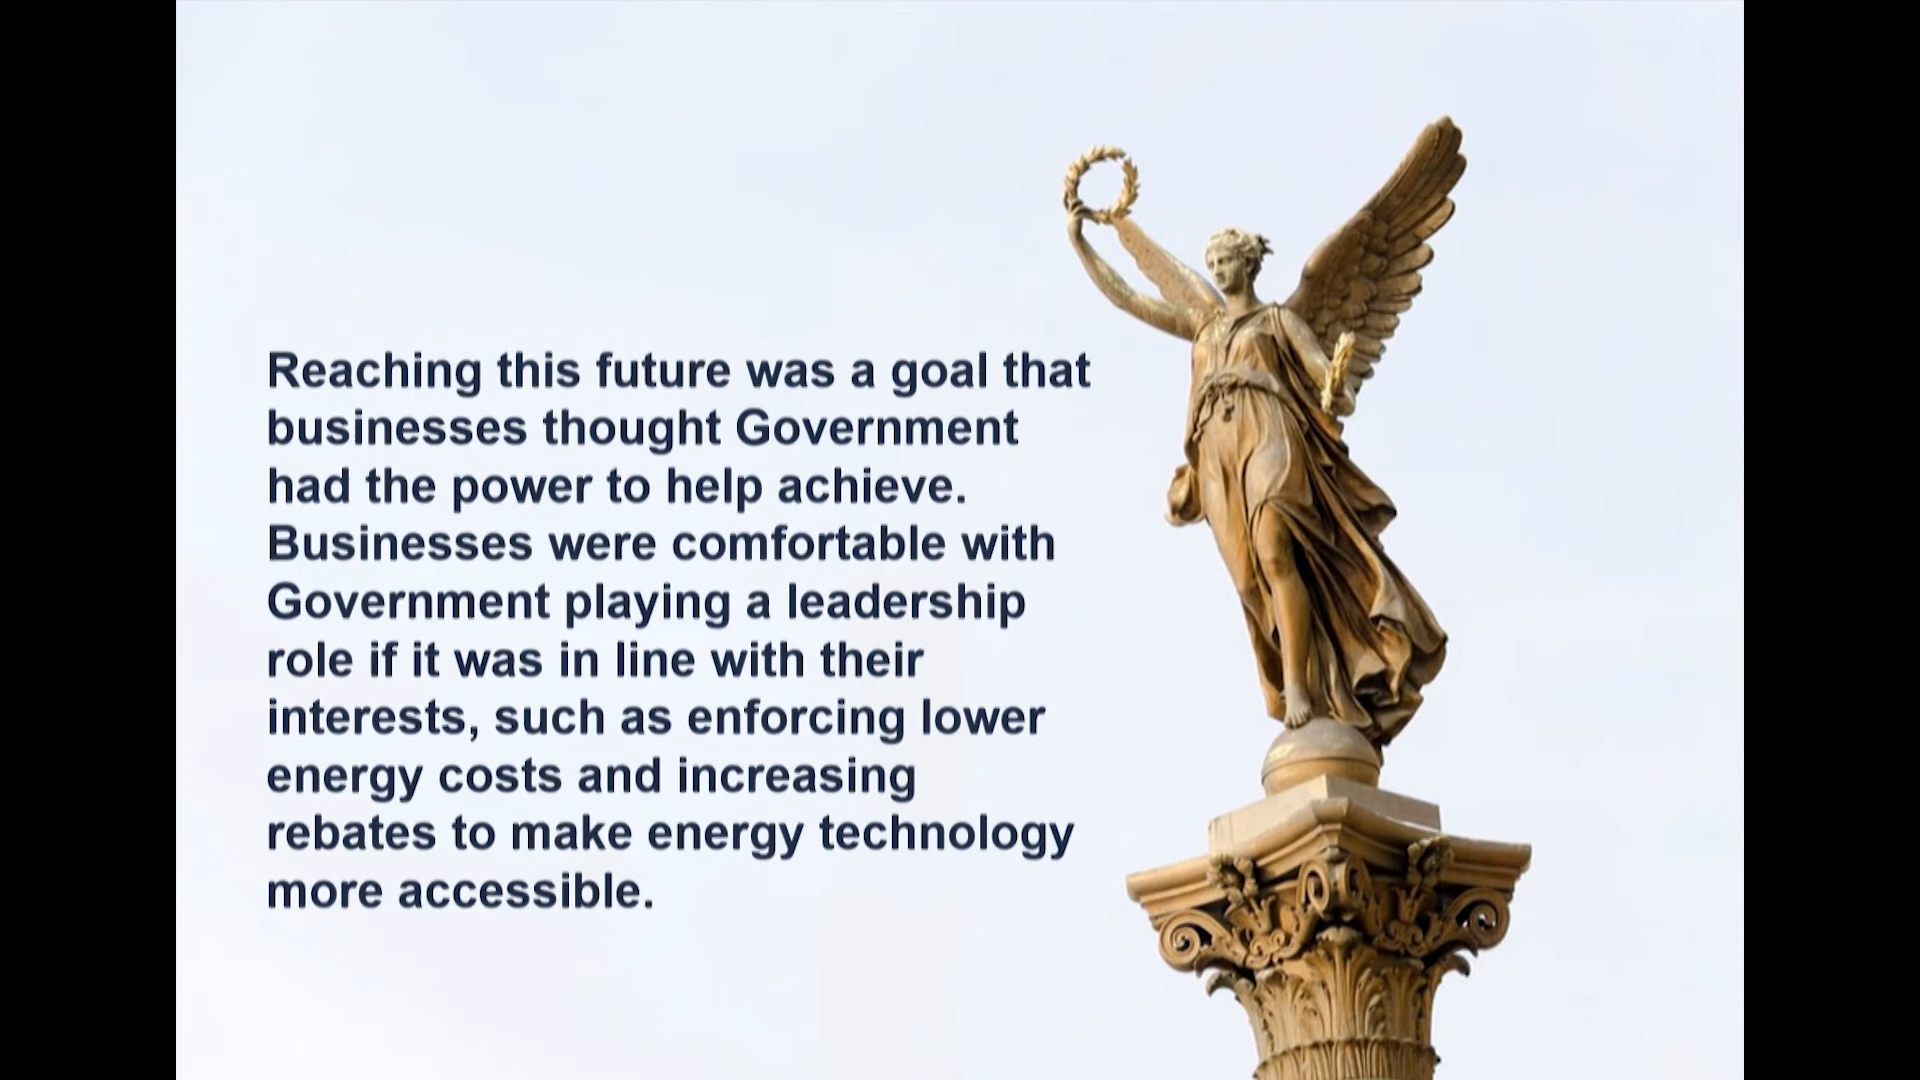 Reaching this future was a goal that
businesses thought Government
had the power to help achieve.
Businesses were comfortable with
Government playing a leadership
role if it was in line with their
interests, such as enforcing lower
energy costs and increasing
rebates to make energy technology
more accessible.